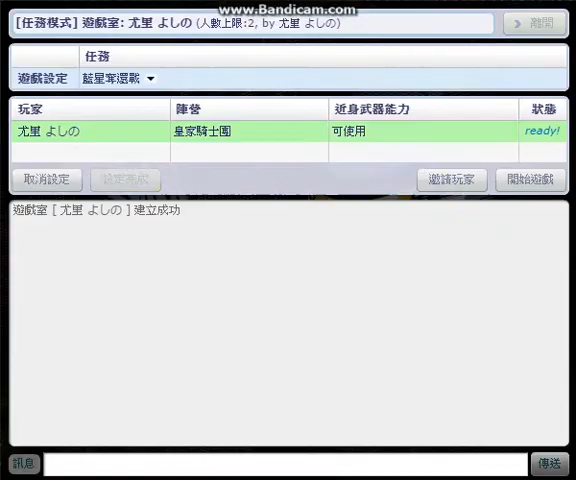 www.Bandicam.com
[任務模式] 遊戲室: 尤里 よしの (人數上限:2, by 尤里 よしの)
離開
任務
遊戲設定 藍星奪還戰
玩家 陣營 近身武器能力 狀態
尤里 よしの 皇家騎士團 可使用 ready!
取消設定 設定完成 邀請玩家 開始遊戲
遊戲室 [ 尤里 よしの ] 建立成功
訊息 傳送